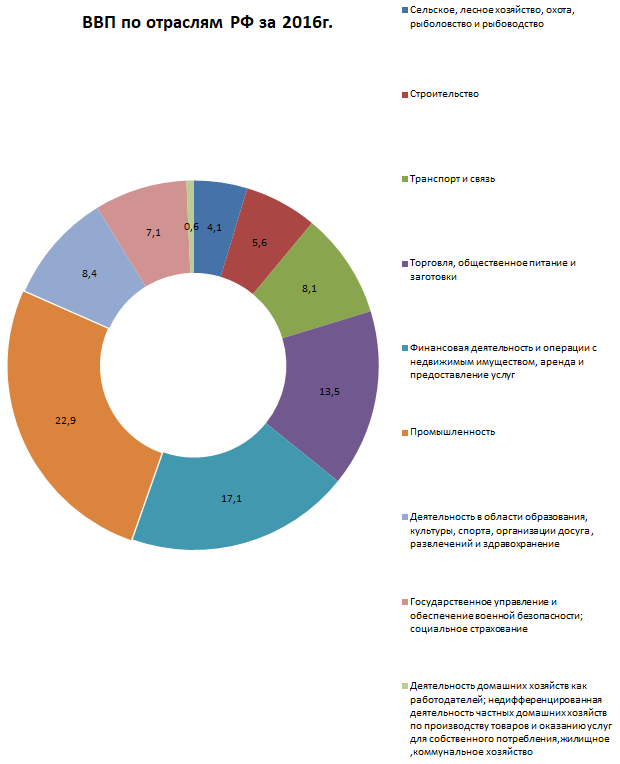 ВВП по отраслям РФ за 2016г.
Сельское, лесное хозяйство, охота,
рыболовство и рыбоводство
Строительство
Транспорт и связь
Торговля, общественное питание и
заготовки
Финансовая деятельность и операции с
недвижимым имуществом, аренда и
предоставление услуг
Промышленность
Деятельность в области образования,
культуры, спорта, организации досуга ,
развлечений и здравохранение
Государственное управление и
обеспечение военной безопасности;
социальное страхование
Деятельность домашних хозяйств как
работодателей; недифференцированная
деятельность частных домашних хозяйств
по производству товаров и оказанию услуг
для собственного потребления,жилищное
,коммунальное хозяйство
0,6
4,1
5,6
8,1
13,5
17,1
22,9
8,4
7,1